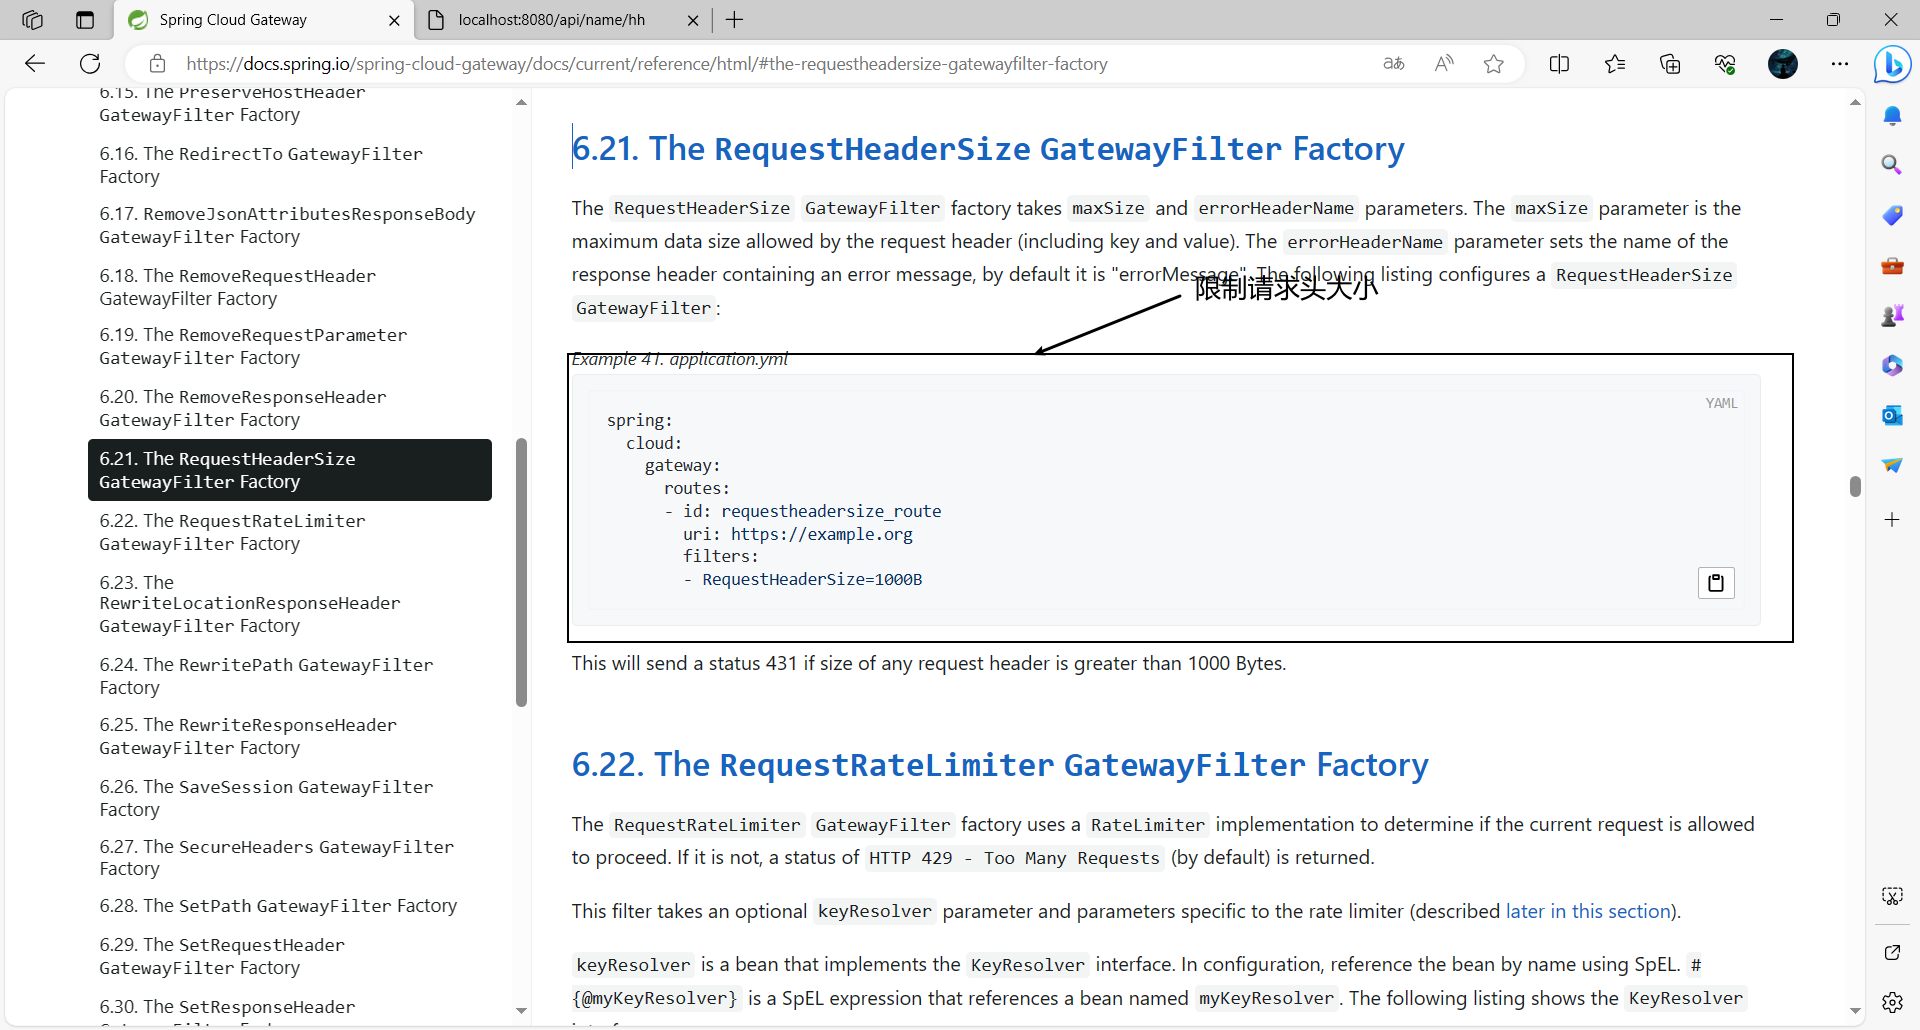 Spring Cloud Gateway
localhost:8080/api/name/hh
https://docs.spring.io/spring-cloud-gateway/docs/current/reference/html/#the-requestheadersize-gatewayfilter-factory
6.15. The PreserveHostHeader
GatewayFilter Factory
6.16. The RedirectTo GatewayFilter
Factory
6.17. RemoveJsonAttributesResponseBody
GatewayFilter Factory
6.18. The RemoveRequestHeader
GatewayFilter Factory
6.19. The RemoveRequestParameter
GatewayFilter Factory
6.20. The RemoveResponseHeader
GatewayFilter Factory
6.21. The RequestHeaderSize
GatewayFilter Factory
6.22. The RequestRateLimiter
GatewayFilter Factory
6.23. The
RewriteLocationResponseHeader
GatewayFilter Factory
6.24. The RewritePath GatewayFilter
Factory
6.25. The RewriteResponseHeader
GatewayFilter Factory
6.26. The SaveSession GatewayFilter
Factory
6.27. The SecureHeaders GatewayFilter
Factory
6.28. The SetPath GatewayFilter Factory
6.29. The SetRequestHeader
GatewayFilter Factory
6.30. The SetResponseHeader
6.21. The RequestHeaderSize GatewayFilter Factory
The RequestHeaderSize GatewayFilter factory takes maxSize and errorHeaderName parameters. The maxSize parameter is the
maximum data size allowed by the request header (including key and value). The errorHeaderName parameter sets the name of the
response header containing an error message, by default it is "errorMessage". The following listing configures a RequestHeaderSize
GatewayFilter:
限制请求头大小
Example 41. application.yml
YAML
spring:
  cloud:
    gateway:
      routes:
      - id: requestheadersize_route
        uri: https://example.org
        filters:
        - RequestHeaderSize=1000B
This will send a status 431 if size of any request header is greater than 1000 Bytes.
6.22. The RequestRateLimiter GatewayFilter Factory
The RequestRateLimiter GatewayFilter factory uses a RateLimiter implementation to determine if the current request is allowed
to proceed. If it is not, a status of HTTP 429 - Too Many Requests (by default) is returned.
This filter takes an optional keyResolver parameter and parameters specific to the rate limiter (described later in this section).
keyResolver is a bean that implements the KeyResolver interface. In configuration, reference the bean by name using SpEL. #
{@myKeyResolver} is a SpEL expression that references a bean named myKeyResolver. The following listing shows the KeyResolver